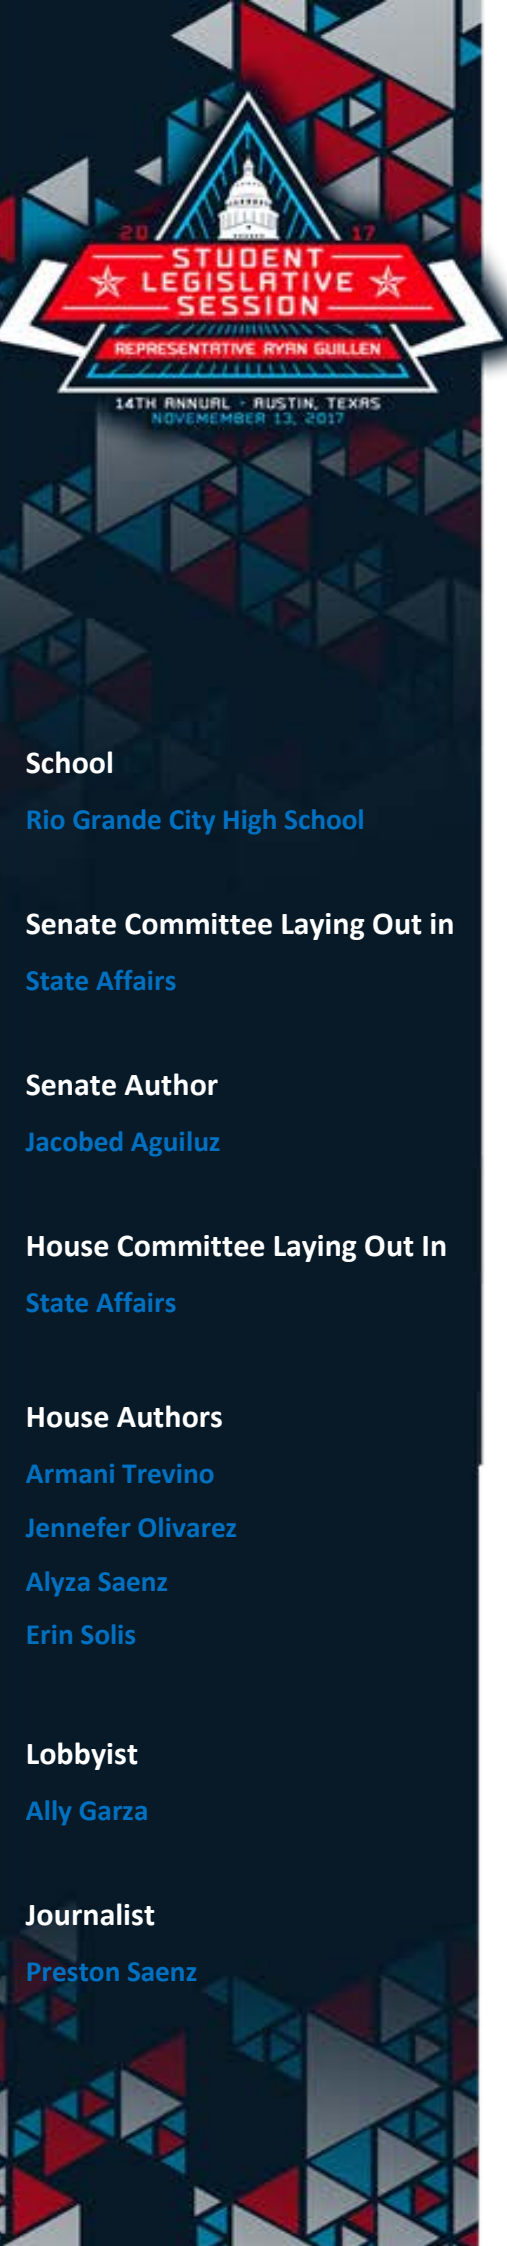 20 17
STUDENT
LEGISLATIVE
SESSION
REPRESENTATIVE RYAN GUILLEN
14TH ANNUAL - AUSTIN, TEXAS
NOVEMEMBER 13, 2017
School
Rio Grande City High School
Senate Committee Laying Out in
State Affairs
Senate Author
Jacobed Aguiluz
House Committee Laying Out In
State Affairs
House Authors
Armani Trevino
Jennefer Olivarez
Alyza Saenz
Erin Solis
Lobbyist
Ally Garza
Journalist
Preston Saenz